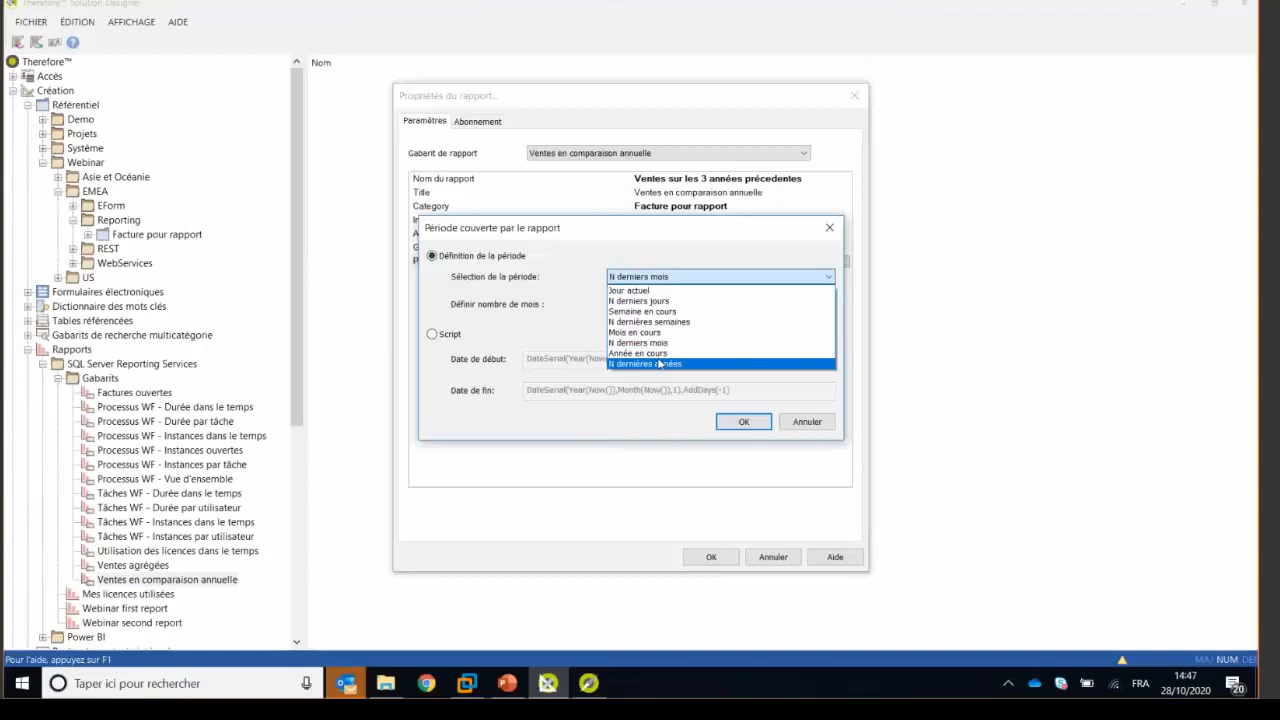 Therefore™ Solution Designer
FICHIER ÉDITION AFFICHAGE AIDE
Therefore™
Accès
Création
Référentiel
Demo
Projets
Système
Webinar
Asie et Océanie
EMEA
EForm
Reporting
Facture pour rapport
REST
WebServices
US
Formulaires électroniques
Dictionnaire des mots clés
Tables référencées
Gabarits de recherche multicatégorie
Rapports
SQL Server Reporting Services
Gabarits
Factures ouvertes
Processus WF - Durée dans le temps
Processus WF - Durée par tâche
Processus WF - Instances dans le temps
Processus WF - Instances ouvertes
Processus WF - Instances par tâche
Processus WF - Vue d'ensemble
Tâches WF - Durée dans le temps
Tâches WF - Durée par utilisateur
Tâches WF - Instances dans le temps
Tâches WF - Instances par utilisateur
Utilisation des licences dans le temps
Ventes agrégées
Ventes en comparaison annuelle
Mes licences utilisées
Webinar first report
Webinar second report
Power BI
Nom
Propriétés du rapport...
Paramètres Abonnement
Gabarit de rapport Ventes en comparaison annuelle
Nom du rapport Ventes sur les 3 années précedentes
Title Ventes en comparaison annuelle
Category Facture pour rapport
Période couverte par le rapport
Définition de la période
Sélection de la période: N derniers mois
Jour actuel
N derniers jours
Semaine en cours
N dernières semaines
Mois en cours
N derniers mois
Année en cours
N dernières années
Définir nombre de mois :
Script
Date de début: DateSerial(Year(Now
Date de fin: DateSerial(Year(Now()),Month(Now()),1).AddDays(-1)
OK Annuler
OK Annuler Aide
Pour l'aide, appuyez sur F1
MAJ NUM DEF
Taper ici pour rechercher
FRA
14:47
28/10/2020
20